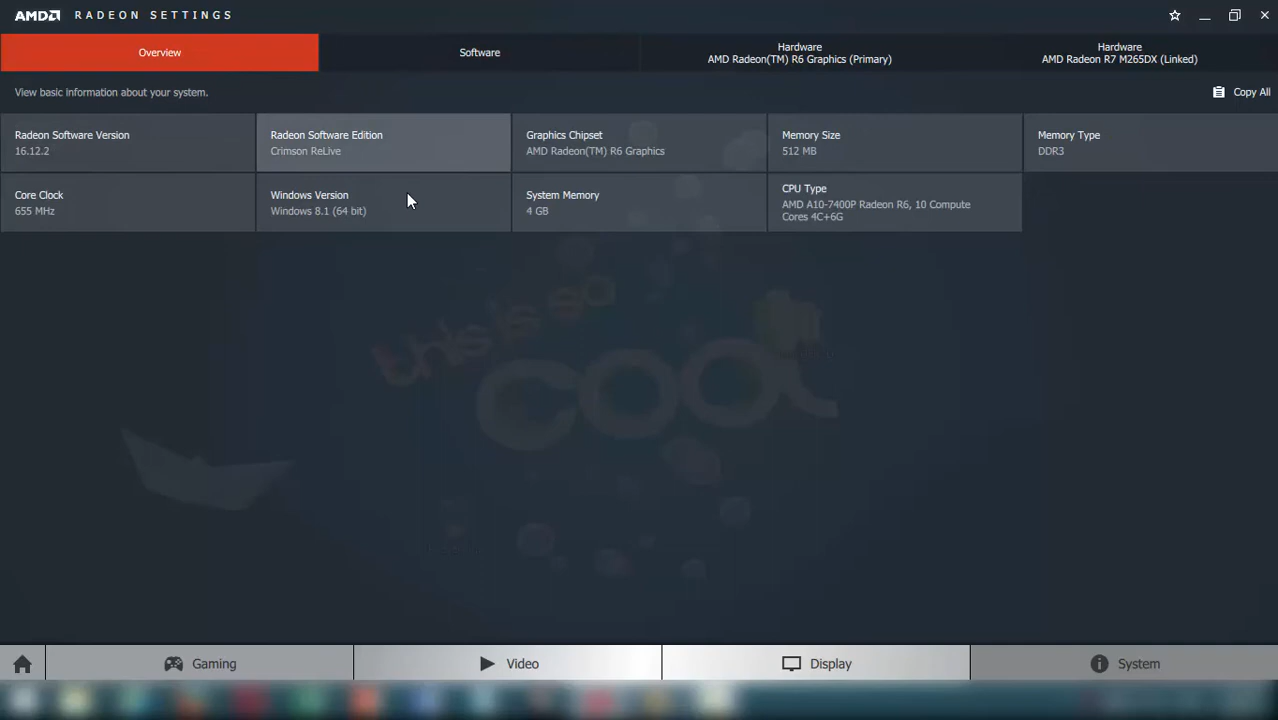 AMD RADEON SETTINGS
Overview
Software
Hardware
AMD Radeon(TM) R6 Graphics (Primary)
Hardware
AMD Radeon R7 M265DX (Linked)
View basic information about your system.
Copy All
Radeon Software Version
16.12.2
Radeon Software Edition
Crimson ReLive
Graphics Chipset
AMD Radeon(TM) R6 Graphics
Memory Size
512 MB
Memory Type
DDR3
Core Clock
655 MHz
Windows Version
Windows 8.1 (64 bit)
System Memory
4 GB
CPU Type
AMD A10-7400P Radeon R6, 10 Compute
Cores 4C+6G
this is so
cool
Gaming
Video
Display
System